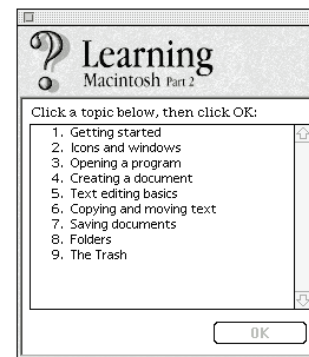 Learning
Macintosh Part 2
Click a topic below, then click OK:
1. Getting started
2. Icons and windows
3. Opening a program
4. Creating a document
5. Text editing basics
6. Copying and moving text
7. Saving documents
8. Folders
9. The Trash
OK